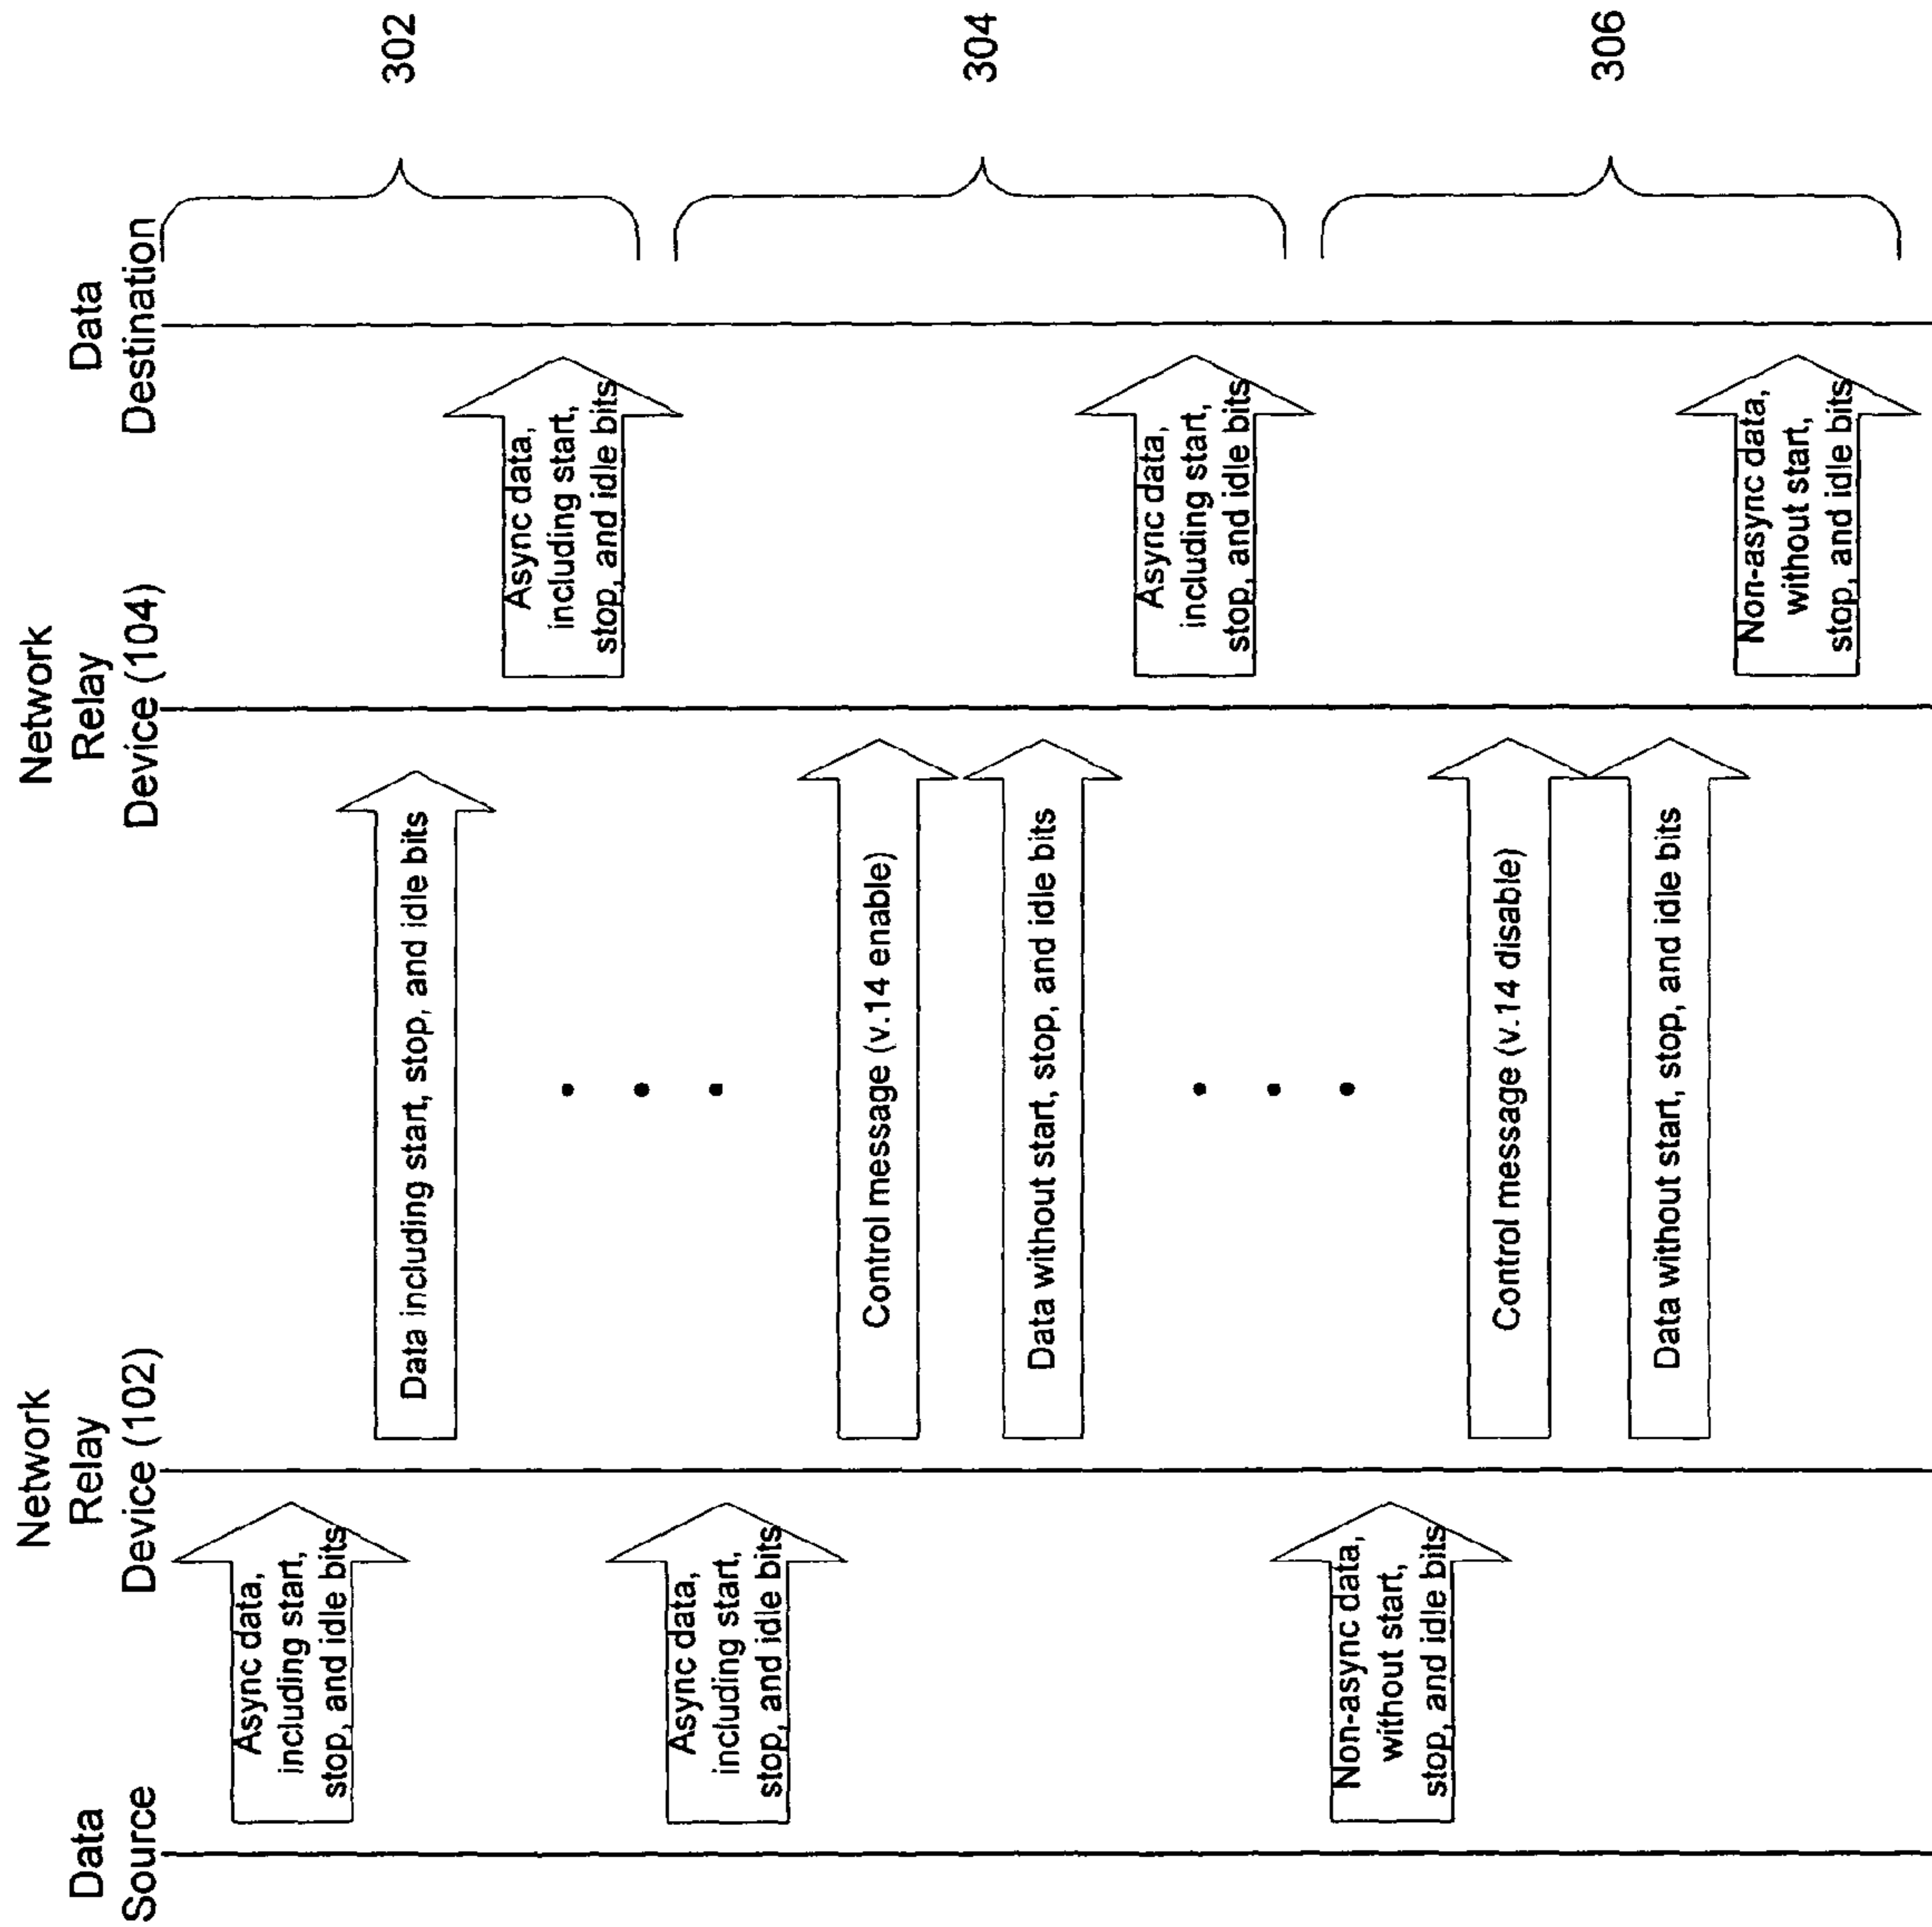 Data
Source
Network
Relay
Device (102)
Network
Relay
Device (104)
Data
Destination
Async data,
including start,
stop, and idle bits
Data including start, stop, and idle bits
Async data,
including start,
stop, and idle bits
302
Async data,
including start,
stop, and idle bits
Control message (v.14 enable)
Data without start, stop, and idle bits
Async data,
including start,
stop, and idle bits
304
Non-async data,
without start,
stop, and idle bits
Control message (v.14 disable)
Data without start, stop, and idle bits
Non-async data,
without start,
stop, and idle bits
306